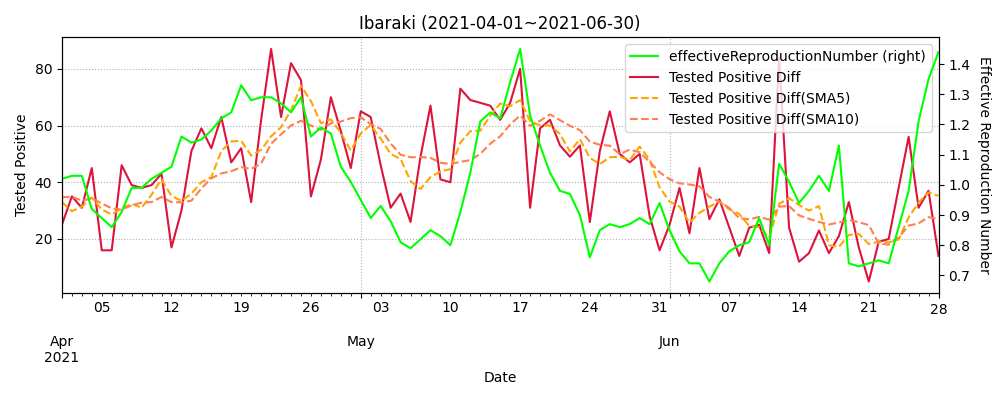 Ibaraki (2021-04-01~2021-06-30)
effectiveReproductionNumber (right)
Tested Positive Diff
Tested Positive Diff(SMA5)
Tested Positive Diff(SMA10)
Tested Positive
80
60
40
20
Effective Reproduction Number
1.4
1.3
1.2
1.1
1.0
0.9
0.8
0.7
05 12 19 26 03 10 17 24 31 07 14 21 28
Apr May Jun
2021
Date